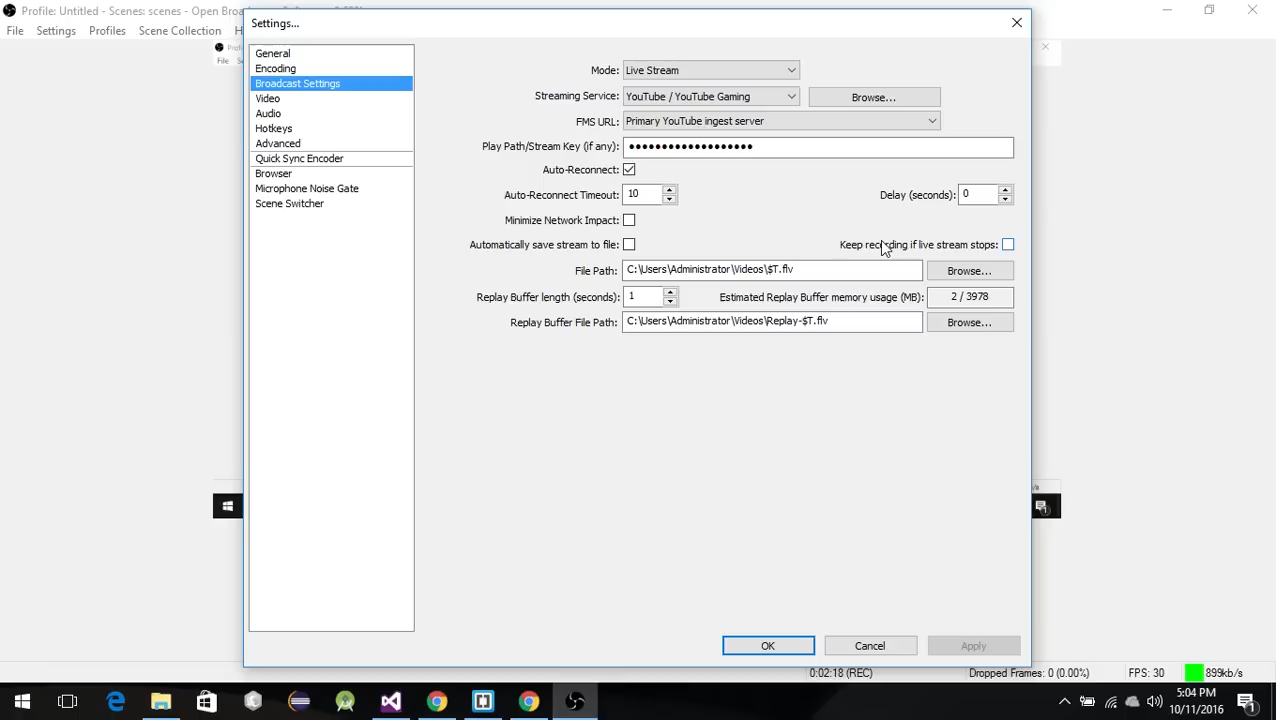 Profile: Untitled - Scenes: scenes - Open Broad
Settings...
File Settings Profiles Scene Collection H
General
Encoding
Broadcast Settings
Video
Audio
Hotkeys
Advanced
Quick Sync Encoder
Browser
Microphone Noise Gate
Scene Switcher
Mode: Live Stream
Streaming Service: YouTube / YouTube Gaming Browse...
FMS URL: Primary YouTube ingest server
Play Path/Stream Key (if any): ●●●●●●●●●●●●●●●●●●●
Auto-Reconnect:
Auto-Reconnect Timeout: 10 Delay (seconds): 0
Minimize Network Impact:
Automatically save stream to file: Keep recording if live stream stops:
File Path: C:\Users\Administrator\Videos\$T.flv Browse...
Replay Buffer length (seconds): 1 Estimated Replay Buffer memory usage (MB): 2 / 3978
Replay Buffer File Path: C:\Users\Administrator\Videos\Replay-$T.flv Browse...
OK Cancel Apply
0:02:18 (REC) Dropped Frames: 0 (0.00%) FPS: 30 899kb/s
5:04 PM
10/11/2016
1